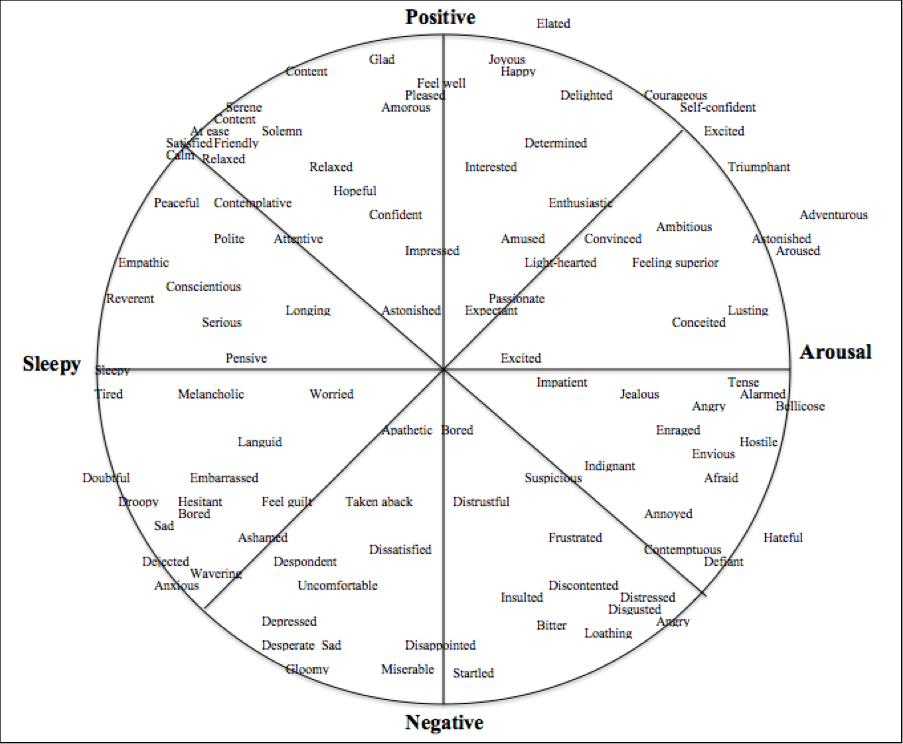 Positive
Elated
Glad
Joyous
Content
Happy
Feel well
Pleased
Delighted
Courageous
Serene
Amorous
Self-confident
Content
At ease
Solemn
Excited
Satisfied Friendly
Determined
Calm
Relaxed
Relaxed
Interested
Triumphant
Hopeful
Peaceful
Contemplative
Enthusiastic
Confident
Adventurous
Ambitious
Polite
Attentive
Amused
Convinced
Astonished
Impressed
Aroused
Empathic
Light-hearted
Feeling superior
Conscientious
Reverent
Passionate
Longing
Astonished
Expectant
Lusting
Serious
Conceited
Arousal
Pensive
Excited
Sleepy
Sleepy
Impatient
Tense
Tired
Melancholic
Worried
Jealous
Alarmed
Angry
Bellicose
Apathetic
Bored
Enraged
Languid
Hostile
Envious
Indignant
Doubtful
Embarrassed
Suspicious
Afraid
Droopy
Hesitant
Feel guilt
Taken aback
Distrustful
Bored
Annoyed
Sad
Ashamed
Frustrated
Hateful
Dissatisfied
Contemptuous
Dejected
Despondent
Defiant
Wavering
Anxious
Uncomfortable
Discontented
Insulted
Distressed
Disgusted
Depressed
Bitter
Angry
Loathing
Desperate Sad
Disappointed
Gloomy
Miserable
Startled
Negative